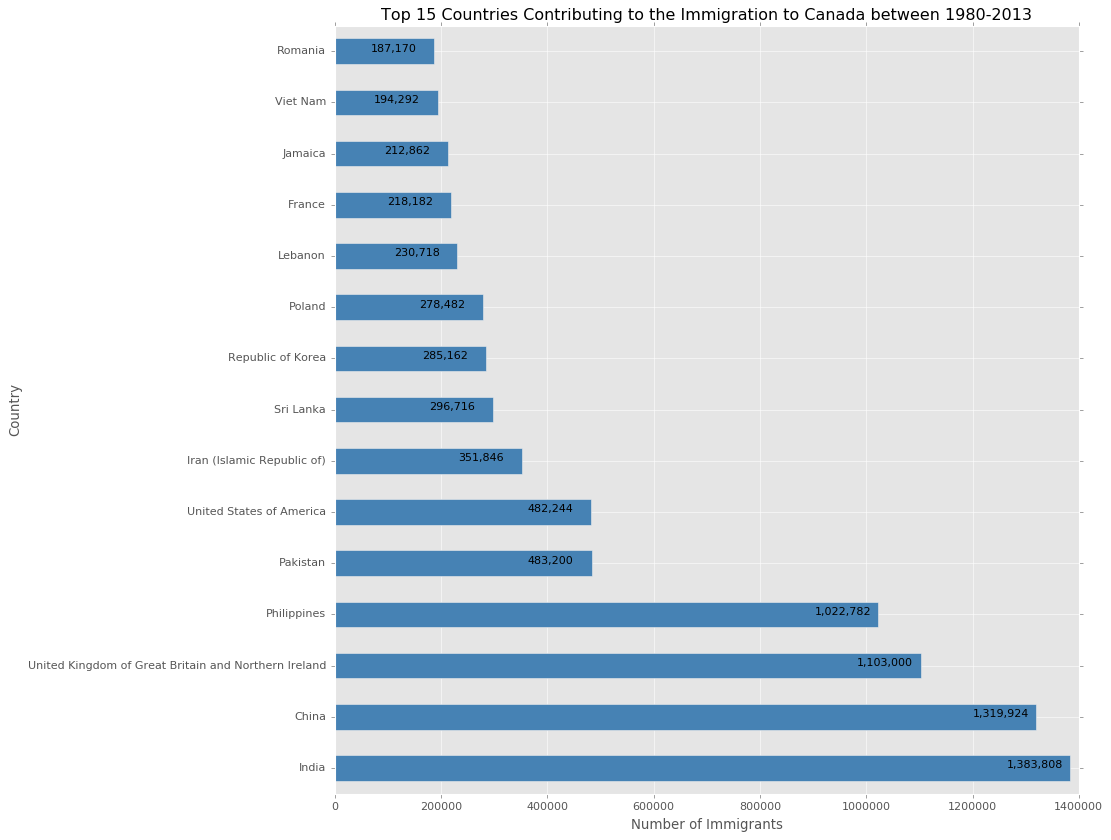 Top 15 Countries Contributing to the Immigration to Canada between 1980-2013
Romania 187,170
Viet Nam 194,292
Jamaica 212,862
France 218,182
Lebanon 230,718
Poland 278,482
Republic of Korea 285,162
Sri Lanka 296,716
Iran (Islamic Republic of) 351,846
United States of America 482,244
Pakistan 483,200
Philippines 1,022,782
United Kingdom of Great Britain and Northern Ireland 1,103,000
China 1,319,924
India 1,383,808
Country
0 200000 400000 600000 800000 1000000 1200000 1400000
Number of Immigrants